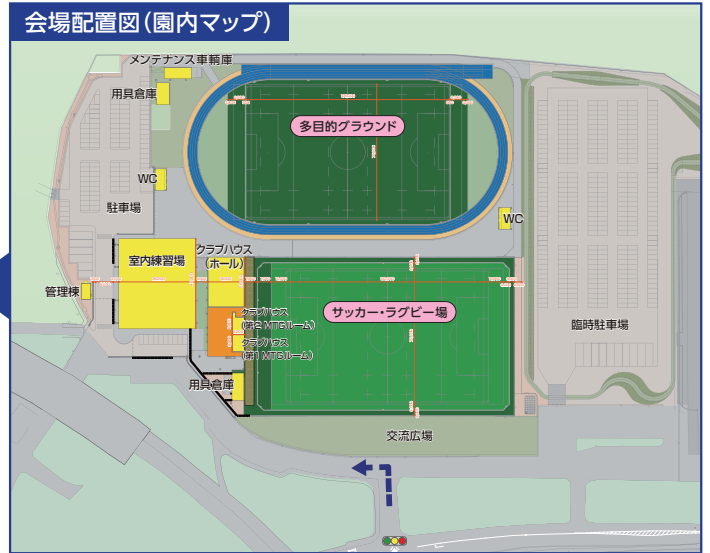 会場配置図（園内マップ）
メンテナンス車輌庫
用具倉庫
多目的グラウンド
WC
駐車場
WC
クラブハウス
（ホール）
室内練習場
管理棟
クラブハウス
（第2 MTGルーム）
クラブハウス
（第1 MTGルーム）
サッカー・ラグビー場
臨時駐車場
用具倉庫
交流広場